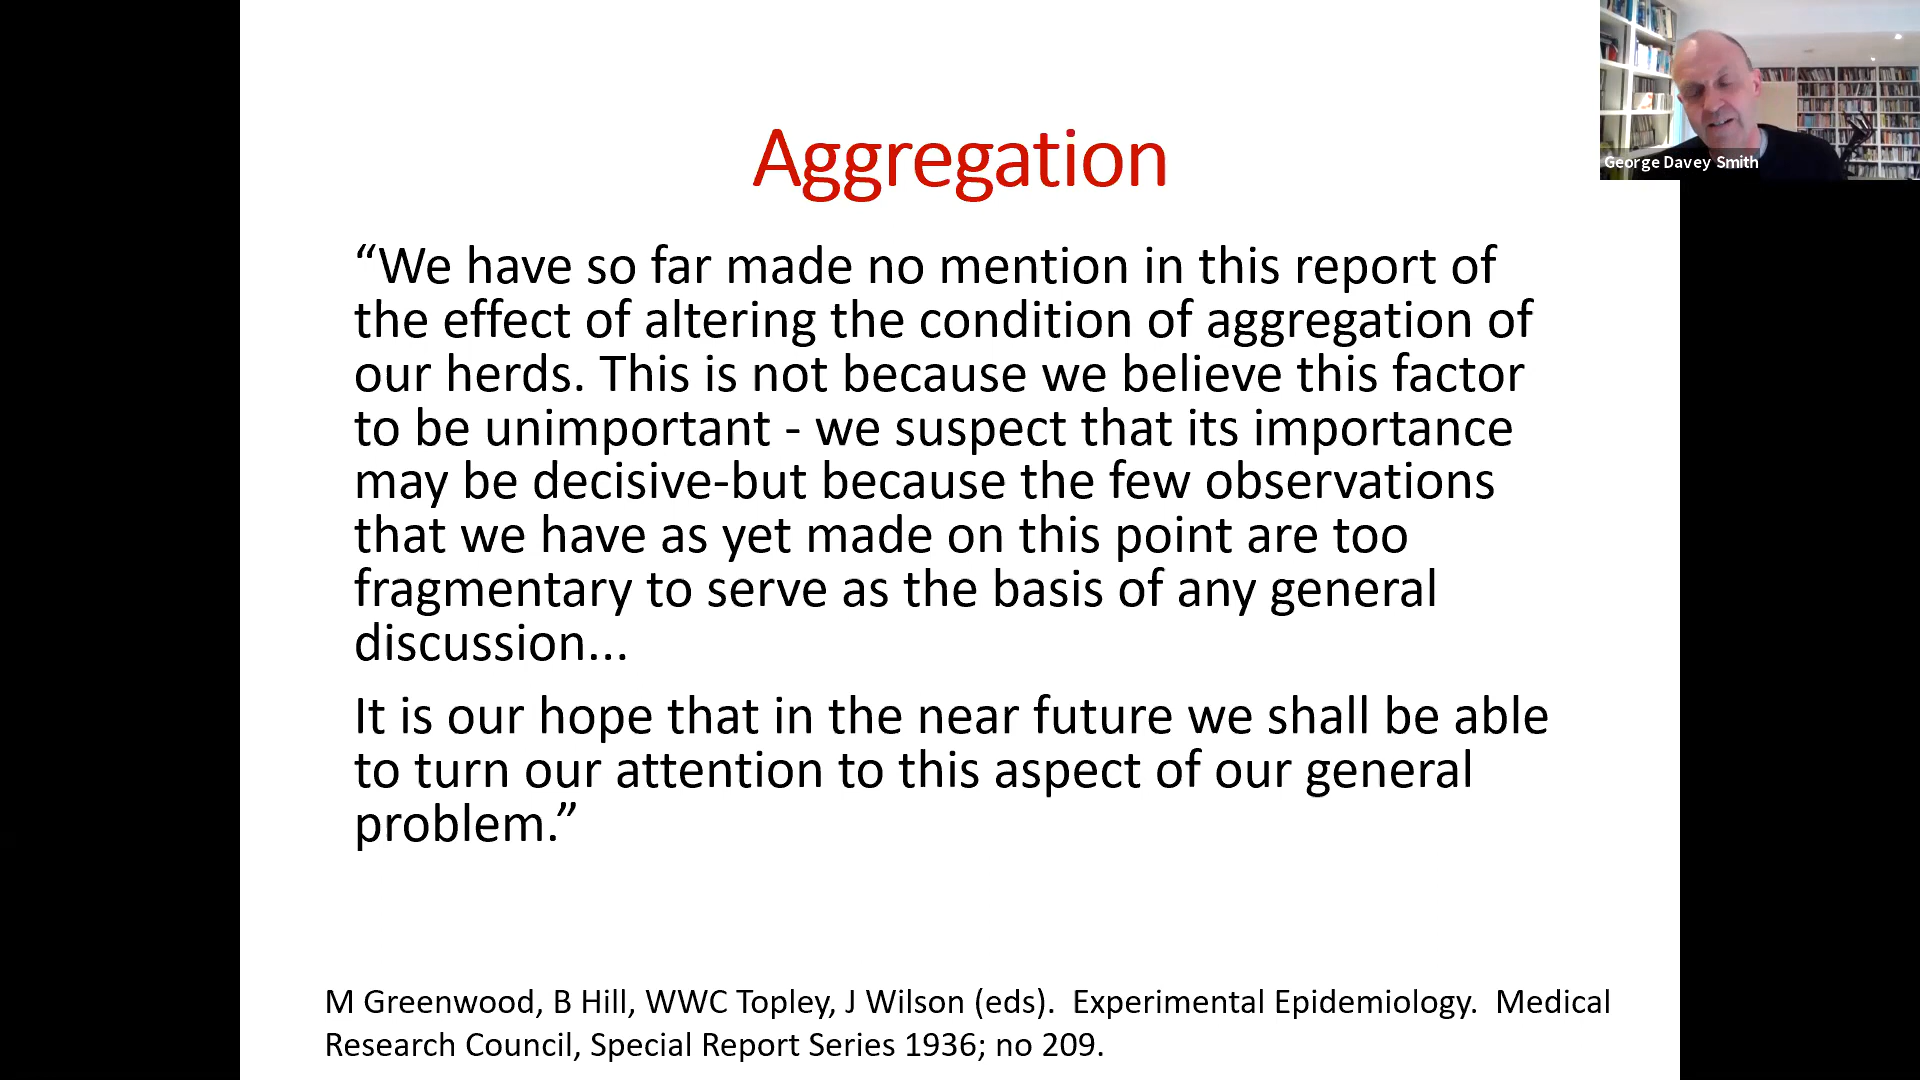 Aggregation
“We have so far made no mention in this report of
the effect of altering the condition of aggregation of
our herds. This is not because we believe this factor
to be unimportant - we suspect that its importance
may be decisive-but because the few observations
that we have as yet made on this point are too
fragmentary to serve as the basis of any general
discussion...
It is our hope that in the near future we shall be able
to turn our attention to this aspect of our general
problem.”
M Greenwood, B Hill, WWC Topley, J Wilson (eds).  Experimental Epidemiology.  Medical
Research Council, Special Report Series 1936; no 209.
George Davey Smith